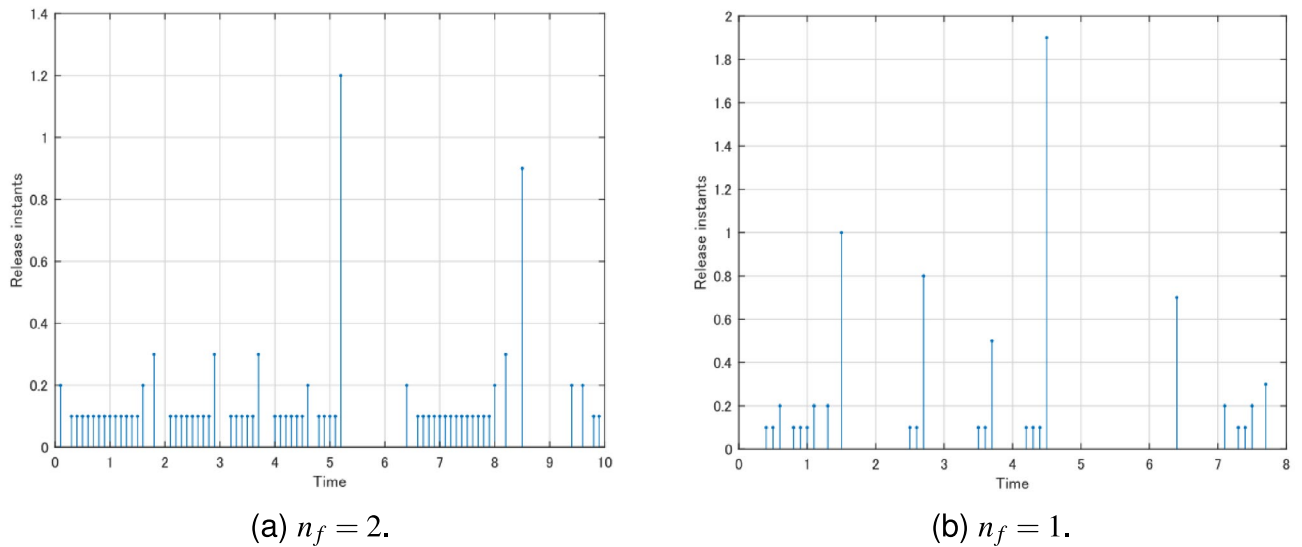 1.4
1.2
1
0.8
0.6
0.4
0.2
0
Release instants
0 1 2 3 4 5 6 7 8 9 10
Time
(a) n_f = 2.
2
1.8
1.6
1.4
1.2
1
0.8
0.6
0.4
0.2
0
Release instants
0 1 2 3 4 5 6 7 8
Time
(b) n_f = 1.